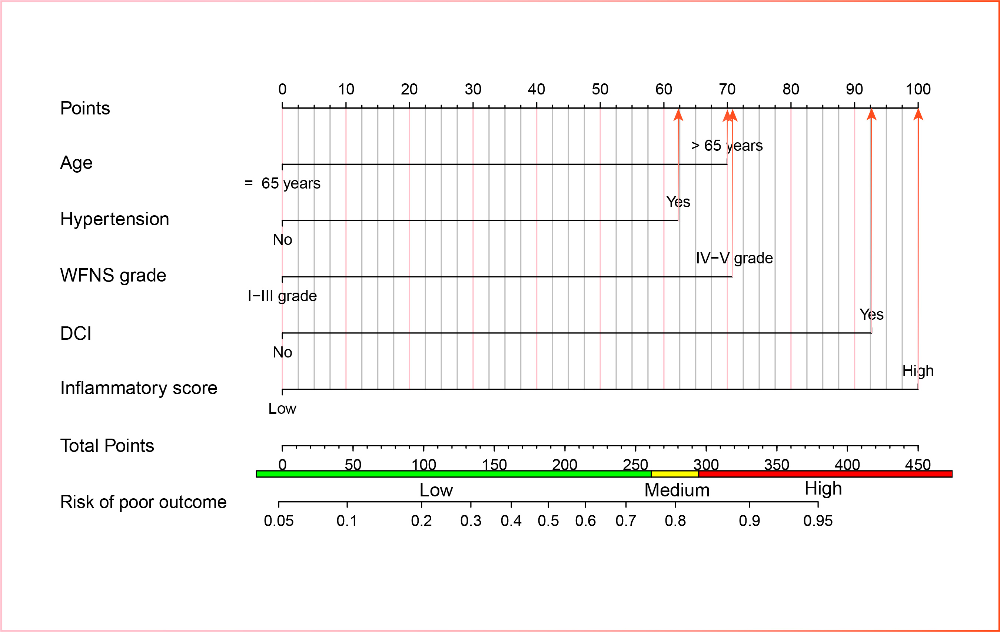 0 10 20 30 40 50 60 70 80 90 100
Points
> 65 years
Age
= 65 years
Yes
Hypertension
No
IV−V grade
WFNS grade
I−III grade
Yes
DCI
No
High
Inflammatory score
Low
Total Points
0 50 100 150 200 250 300 350 400 450
Low Medium High
Risk of poor outcome
0.05 0.1 0.2 0.3 0.4 0.5 0.6 0.7 0.8 0.9 0.95